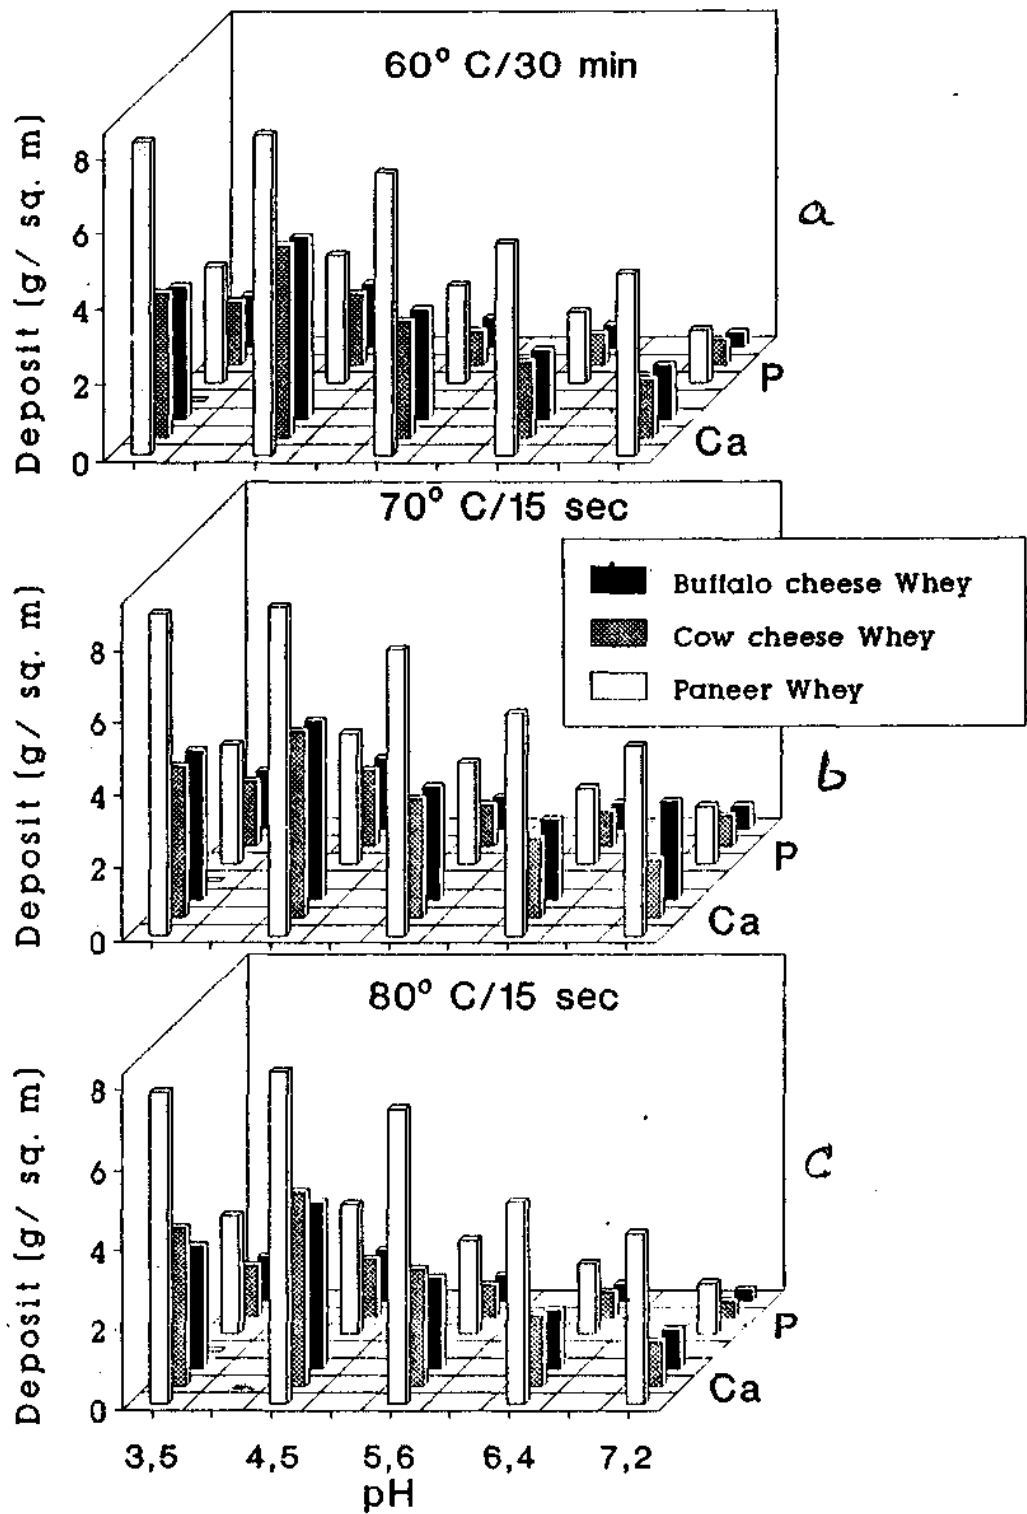 60° C/30 min
Deposit (g/ sq. m)
8
6
4
2
0
a
P
Ca
70° C/15 sec
Buffalo cheese Whey
Cow cheese Whey
Paneer Whey
Deposit (g/ sq. m)
8
6
4
2
0
b
P
Ca
80° C/15 sec
Deposit (g/ sq. m)
8
6
4
2
0
C
P
Ca
3,5 4,5 5,6 6,4 7,2
pH